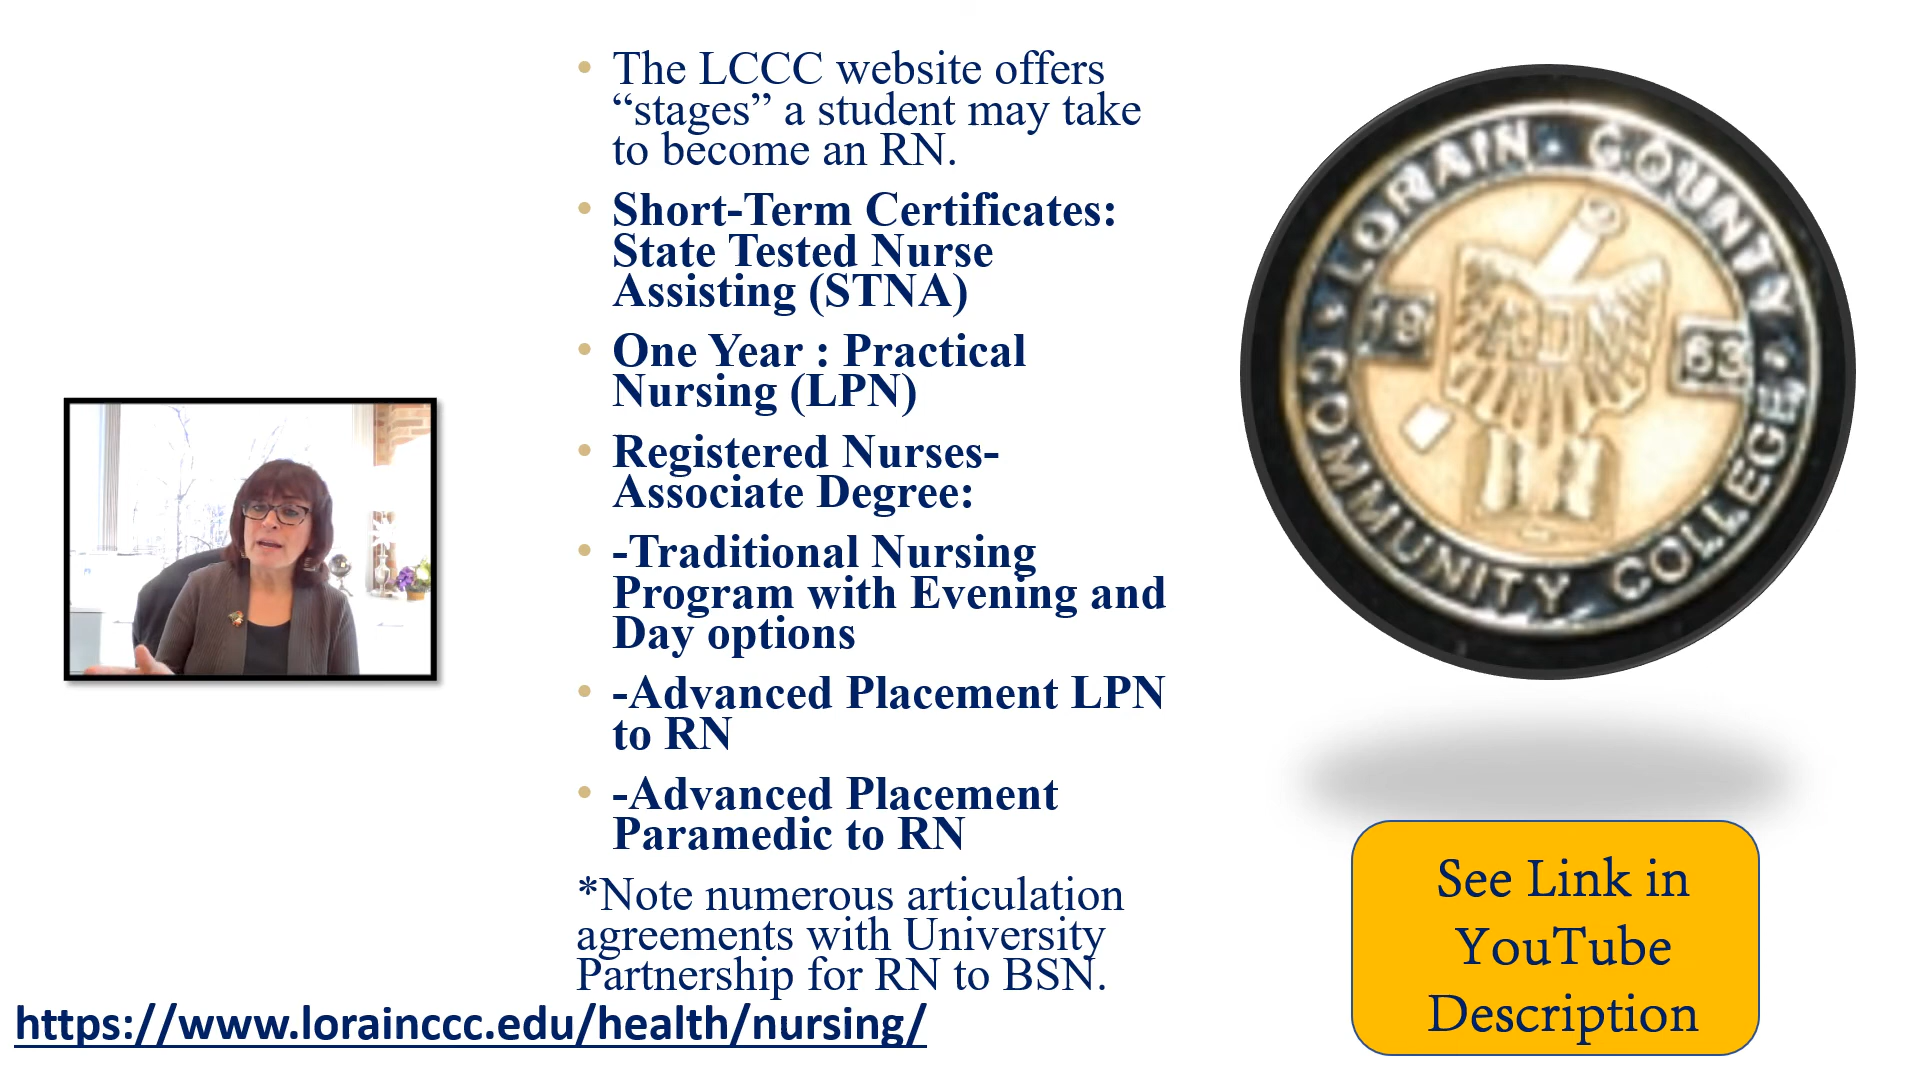 • The LCCC website offers
“stages” a student may take
to become an RN.
• Short-Term Certificates:
State Tested Nurse
Assisting (STNA)
• One Year : Practical
Nursing (LPN)
• Registered Nurses-
Associate Degree:
• -Traditional Nursing
Program with Evening and
Day options
• -Advanced Placement LPN
to RN
• -Advanced Placement
Paramedic to RN
*Note numerous articulation
agreements with University
Partnership for RN to BSN.
https://www.lorainccc.edu/health/nursing/
LORAIN COUNTY
COMMUNITY COLLEGE
19 63
ADN
See Link in
YouTube
Description